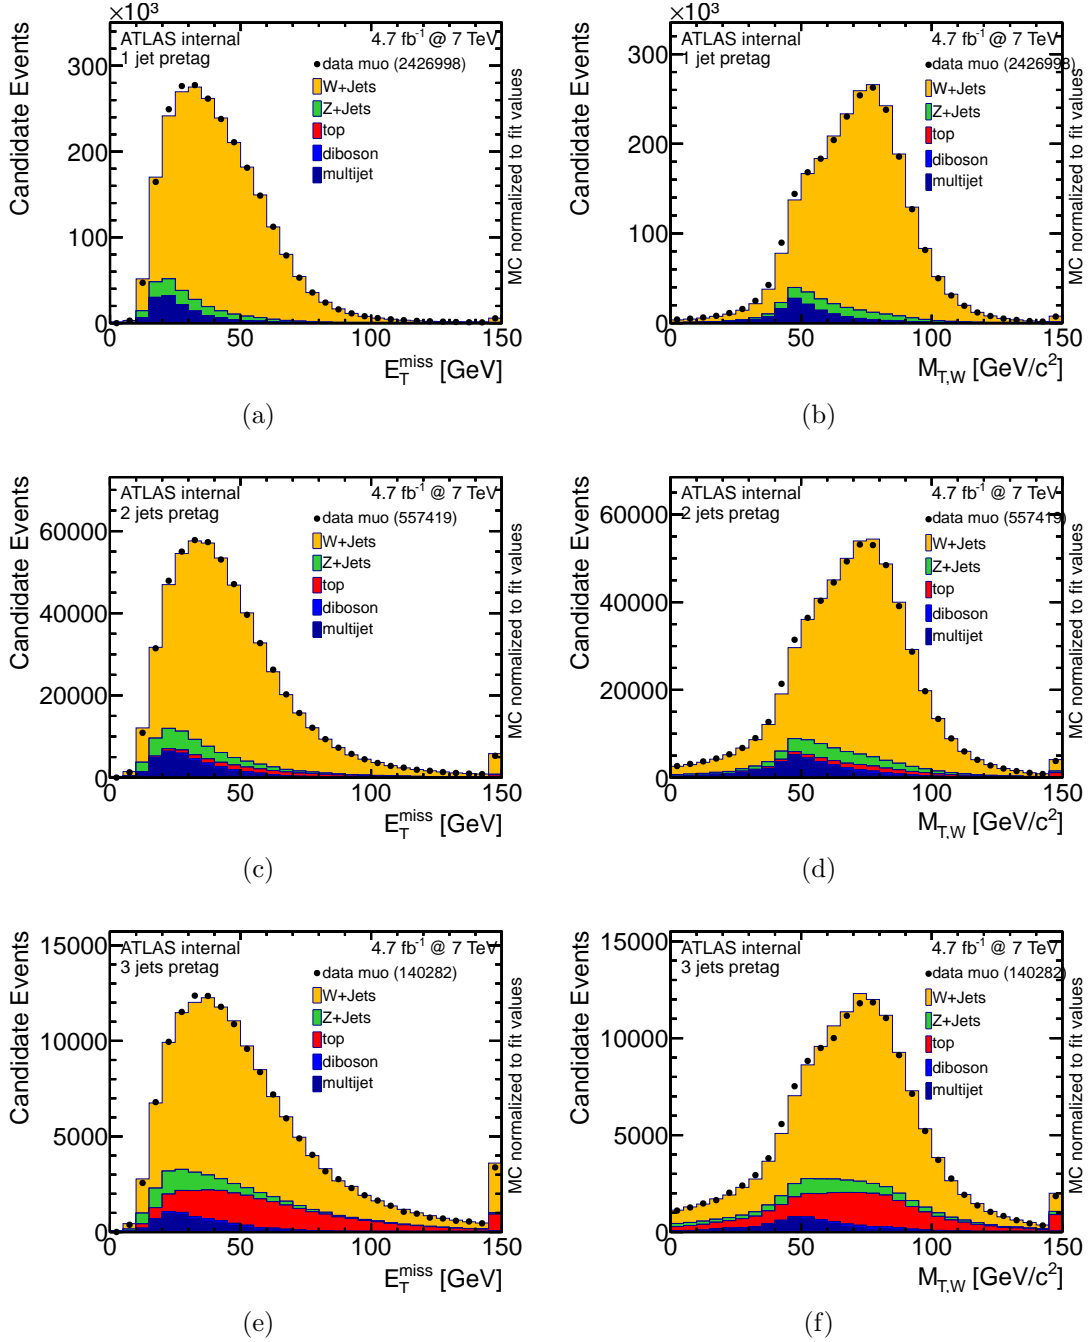 ×10³
Candidate Events
ATLAS internal
4.7 fb⁻¹ @ 7 TeV
1 jet pretag
data muo (2426998)
W+Jets
Z+Jets
top
diboson
multijet
MC normalized to fit values
300
200
100
0
0 50 100 150
E_T^miss [GeV]
(a)
×10³
Candidate Events
ATLAS internal
4.7 fb⁻¹ @ 7 TeV
1 jet pretag
data muo (2426998)
W+Jets
Z+Jets
top
diboson
multijet
MC normalized to fit values
300
200
100
0
0 50 100 150
M_T,W [GeV/c²]
(b)
Candidate Events
ATLAS internal
4.7 fb⁻¹ @ 7 TeV
2 jets pretag
data muo (557419)
W+Jets
Z+Jets
top
diboson
multijet
MC normalized to fit values
60000
40000
20000
0
0 50 100 150
E_T^miss [GeV]
(c)
Candidate Events
ATLAS internal
4.7 fb⁻¹ @ 7 TeV
2 jets pretag
data muo (557419)
W+Jets
Z+Jets
top
diboson
multijet
MC normalized to fit values
60000
40000
20000
0
0 50 100 150
M_T,W [GeV/c²]
(d)
Candidate Events
ATLAS internal
4.7 fb⁻¹ @ 7 TeV
3 jets pretag
data muo (140282)
W+Jets
Z+Jets
top
diboson
multijet
MC normalized to fit values
15000
10000
5000
0
0 50 100 150
E_T^miss [GeV]
(e)
Candidate Events
ATLAS internal
4.7 fb⁻¹ @ 7 TeV
3 jets pretag
data muo (140282)
W+Jets
Z+Jets
top
diboson
multijet
MC normalized to fit values
15000
10000
5000
0
0 50 100 150
M_T,W [GeV/c²]
(f)